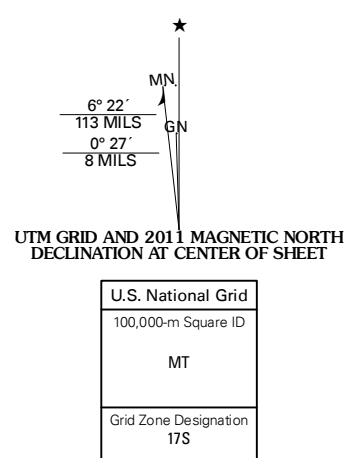 MN.
6° 22´
113 MILS
GN
0° 27´
8 MILS
UTM GRID AND 2011 MAGNETIC NORTH
DECLINATION AT CENTER OF SHEET
U.S. National Grid
100,000-m Square ID
MT
Grid Zone Designation
17S